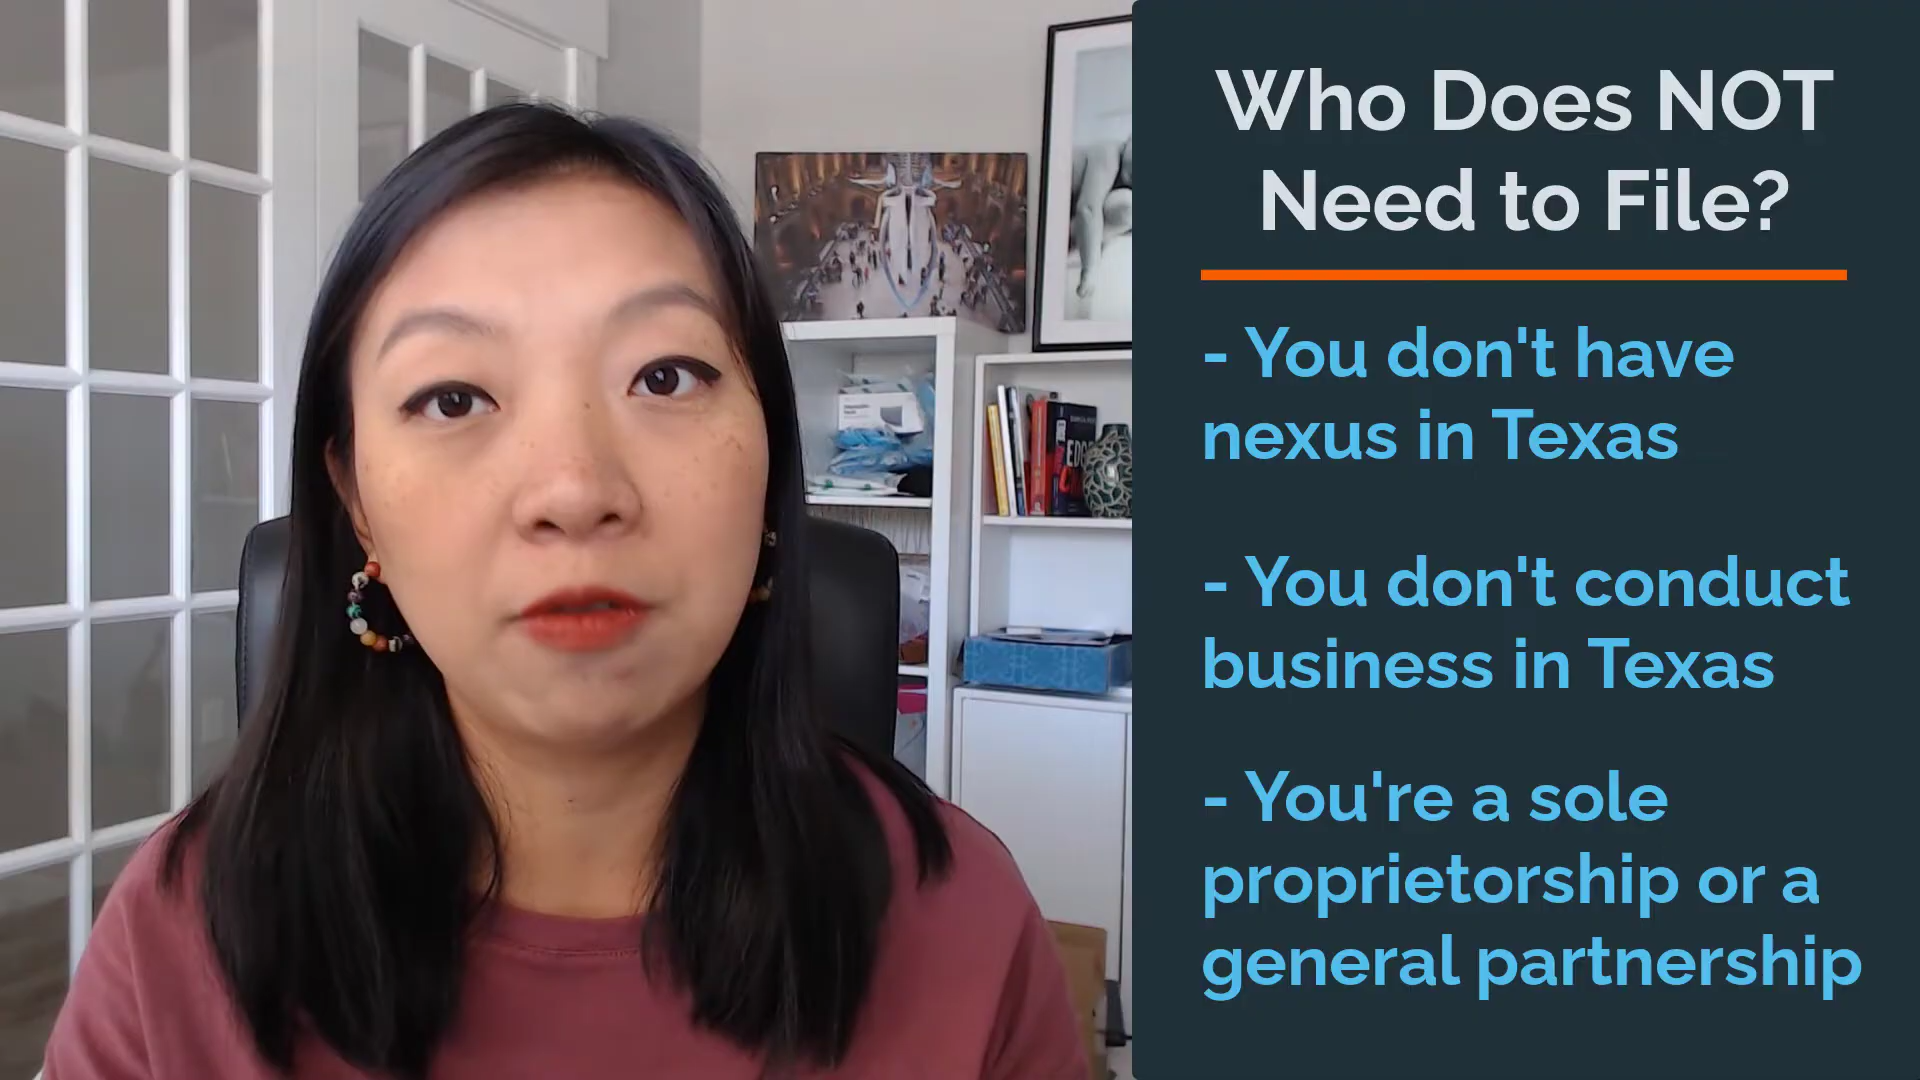 Who Does NOT
Need to File?
- You don't have
nexus in Texas
- You don't conduct
business in Texas
- You're a sole
proprietorship or a
general partnership